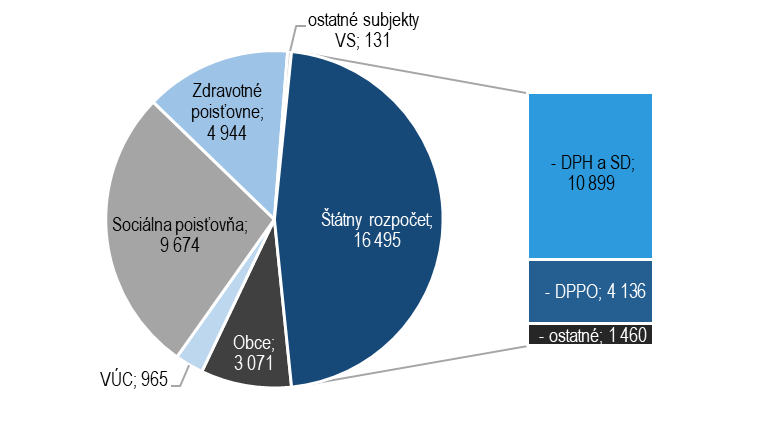 ostatné subjekty
VS; 131
Zdravotné
poisťovne;
4 944
- DPH a SD;
10 899
Sociálna poisťovňa;
9 674
Štátny rozpočet;
16 495
- DPPO; 4 136
Obce;
3 071
- ostatné; 1 460
VÚC; 965